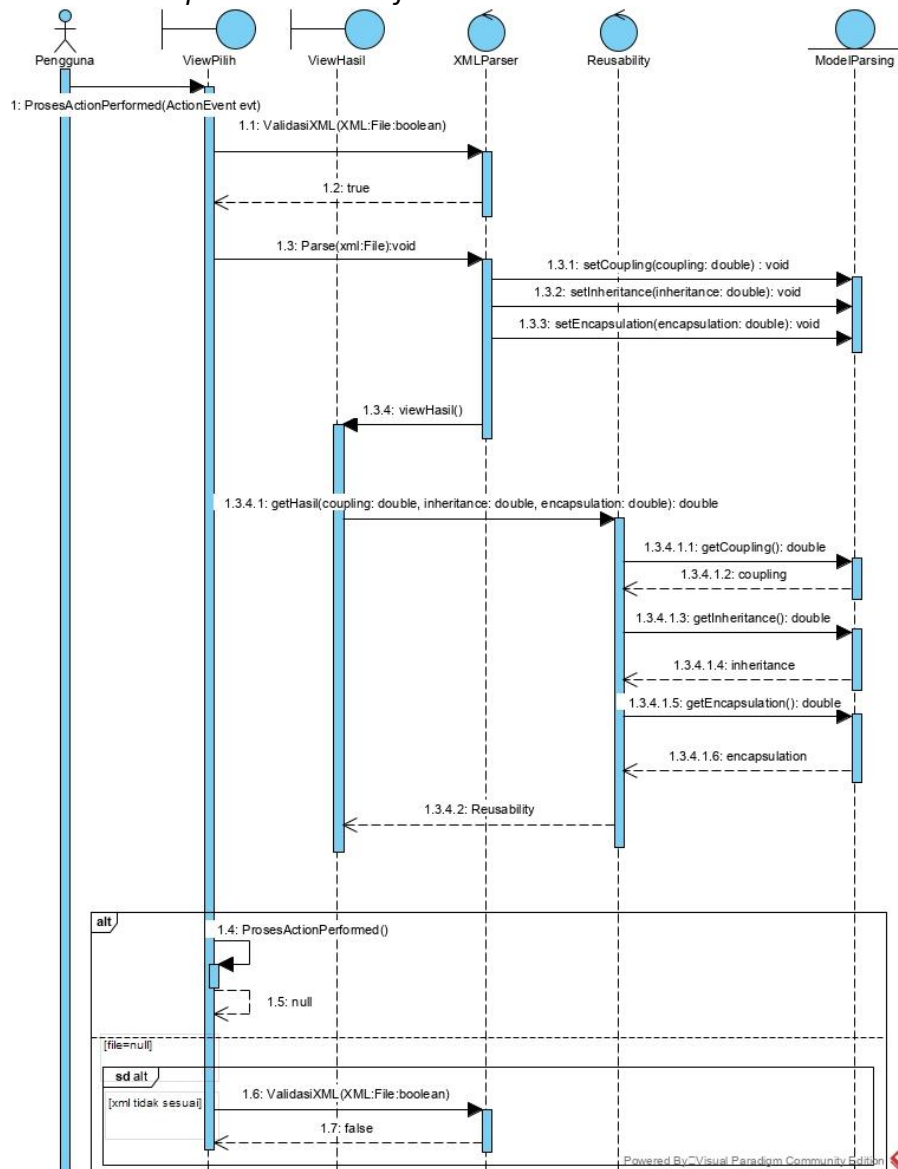 Pengguna
ViewPilih
ViewHasil
XMLParser
Reusability
ModelParsing
1: ProsesActionPerformed(ActionEvent evt)
1.1: ValidasiXML(XML:File:boolean)
1.2: true
1.3: Parse(xml:File):void
1.3.1: setCoupling(coupling: double) : void
1.3.2: setInheritance(inheritance: double): void
1.3.3: setEncapsulation(encapsulation: double): void
1.3.4: viewHasil()
1.3.4.1: getHasil(coupling: double, inheritance: double, encapsulation: double): double
1.3.4.1.1: getCoupling(): double
1.3.4.1.2: coupling
1.3.4.1.3: getInheritance(): double
1.3.4.1.4: inheritance
1.3.4.1.5: getEncapsulation(): double
1.3.4.1.6: encapsulation
1.3.4.2: Reusability
alt
1.4: ProsesActionPerformed()
1.5: null
[file=null]
sd alt
[xml tidak sesuai]
1.6: ValidasiXML(XML:File:boolean)
1.7: false
Powered By Visual Paradigm Community Edition